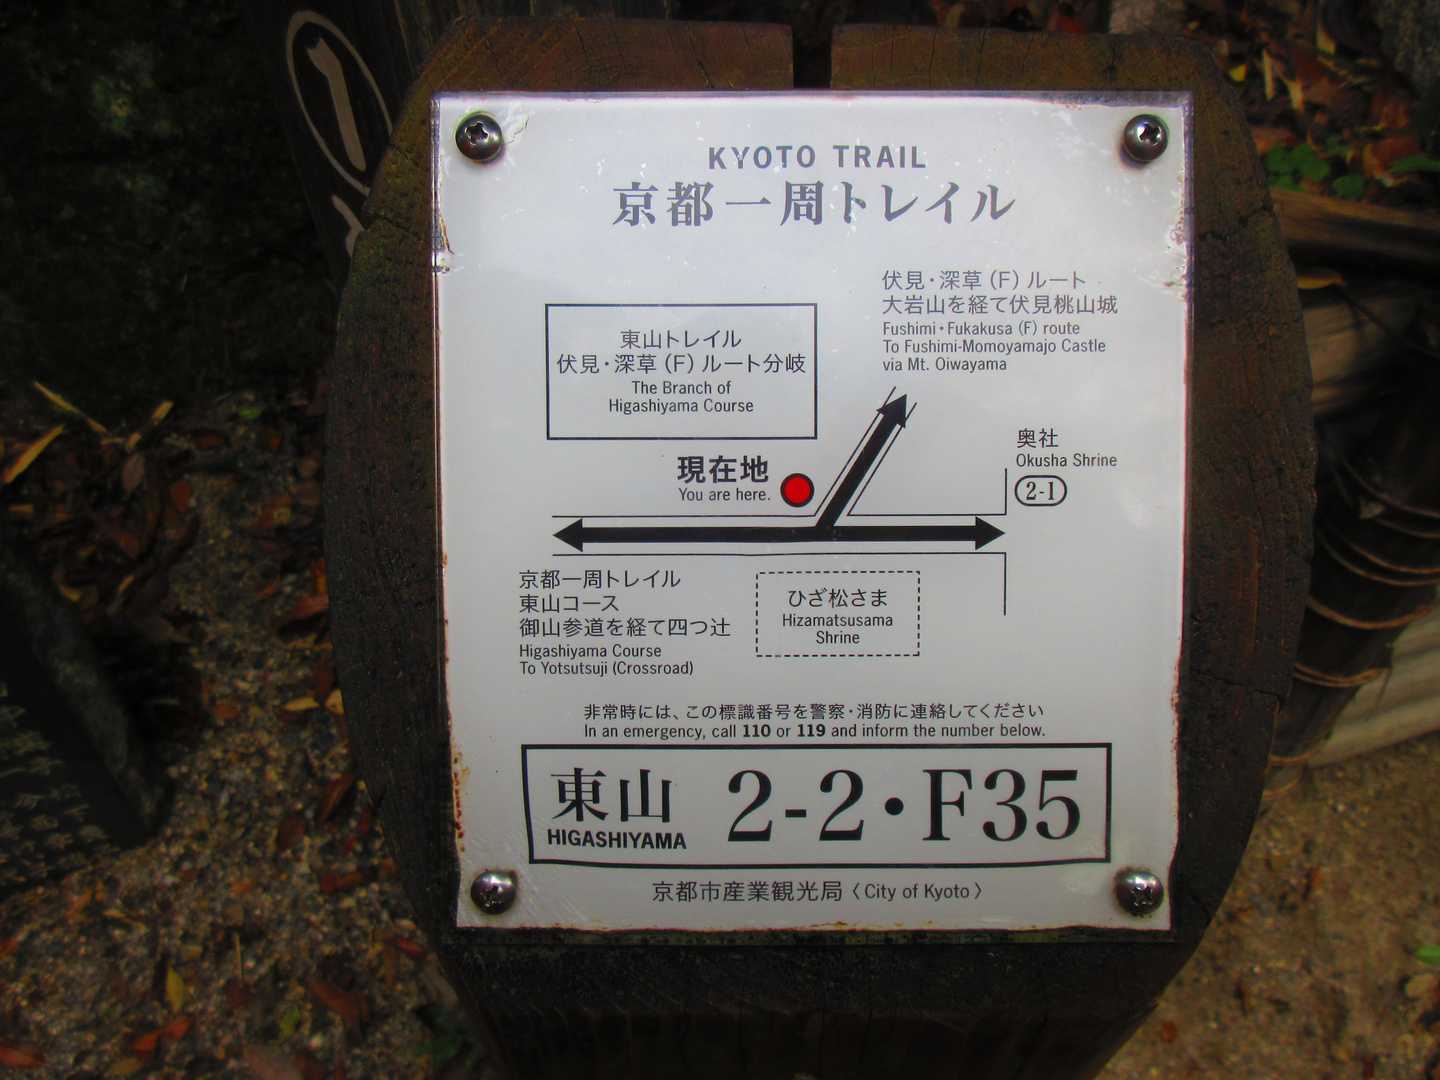 KYOTO TRAIL
京都一周トレイル
伏見・深草（F）ルート
大岩山を経て伏見桃山城
Fushimi・Fukakusa (F) route
To Fushimi-Momoyamajo Castle
via Mt. Oiwayama
東山トレイル
伏見・深草（F）ルート分岐
The Branch of
Higashiyama Course
奥社
Okusha Shrine
2-1
現在地
You are here.
京都一周トレイル
東山コース
御山参道を経て四つ辻
Higashiyama Course
To Yotsutsuji (Crossroad)
ひざ松さま
Hizamatsusama
Shrine
非常時には、この標識番号を警察・消防に連絡してください
In an emergency, call 110 or 119 and inform the number below.
東山 2-2・F35
HIGASHIYAMA
京都市産業観光局〈City of Kyoto〉